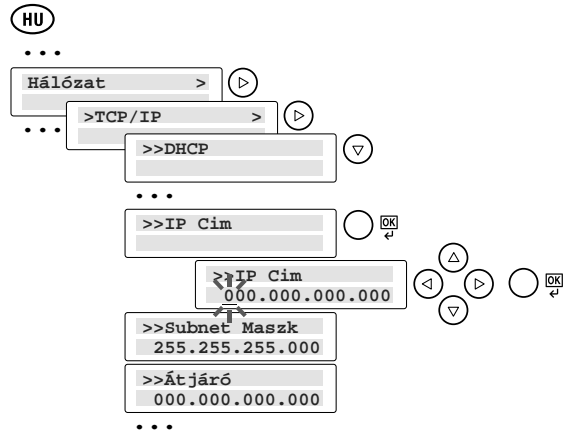 HU
...
Hálózat >
>TCP/IP >
...
>>DHCP
...
>>IP Cim
OK
>>IP Cim
000.000.000.000
OK
>>Subnet Maszk
255.255.255.000
>>Átjáró
000.000.000.000
...